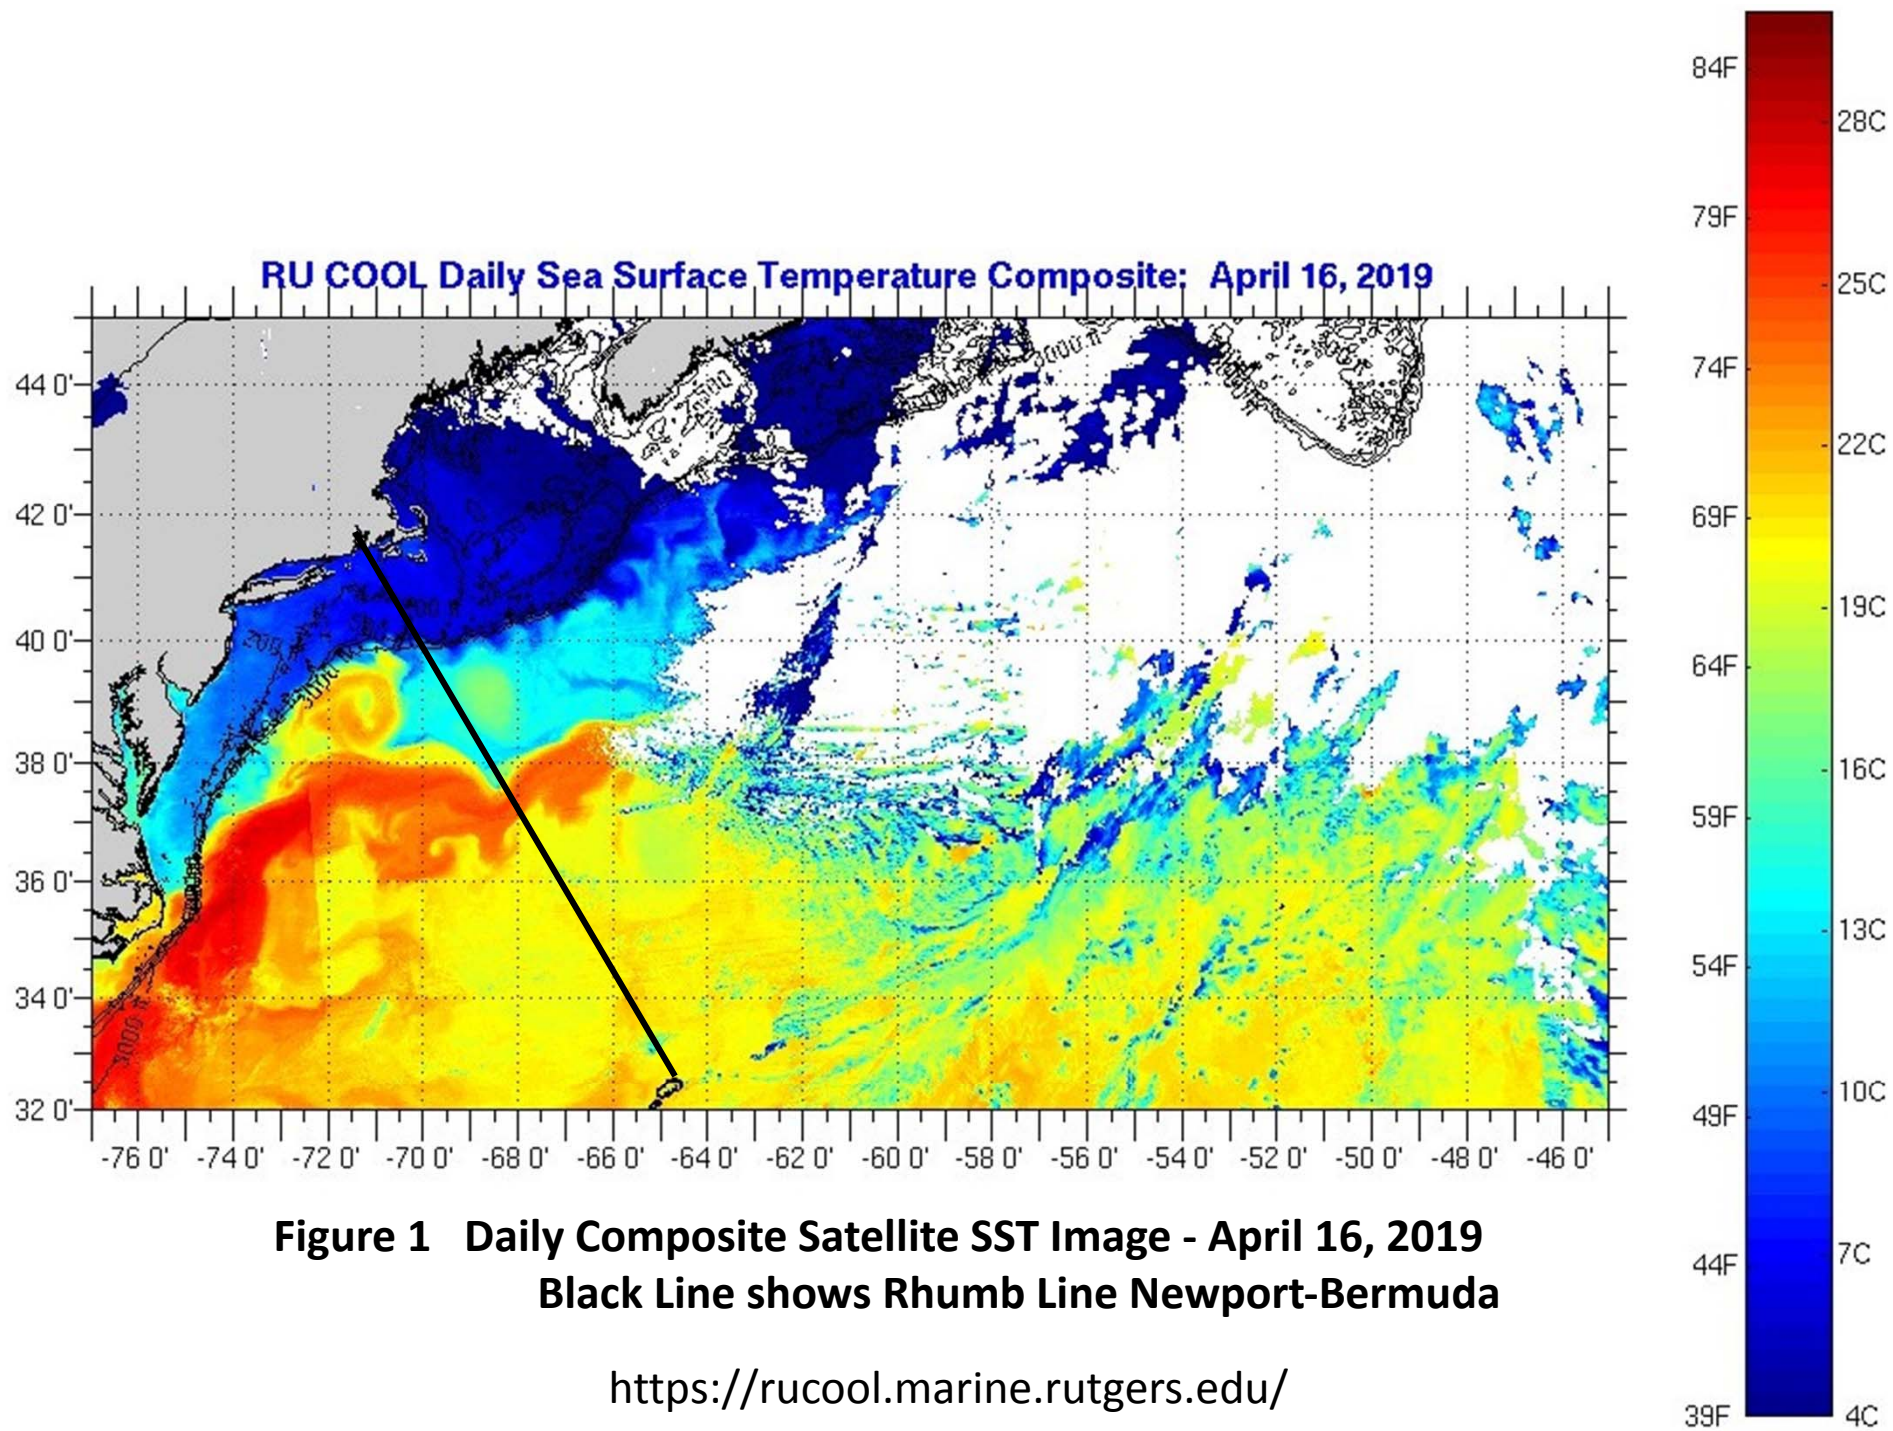 RU COOL Daily Sea Surface Temperature Composite: April 16, 2019
44 0'
42 0'
40 0'
38 0'
36 0'
34 0'
32 0'
-76 0' -74 0' -72 0' -70 0' -68 0' -66 0' -64 0' -62 0' -60 0' -58 0' -56 0' -54 0' -52 0' -50 0' -48 0' -46 0'
84F
79F
74F
69F
64F
59F
54F
49F
44F
39F
28C
25C
22C
19C
16C
13C
10C
7C
4C
Figure 1 Daily Composite Satellite SST Image - April 16, 2019
Black Line shows Rhumb Line Newport-Bermuda
https://rucool.marine.rutgers.edu/